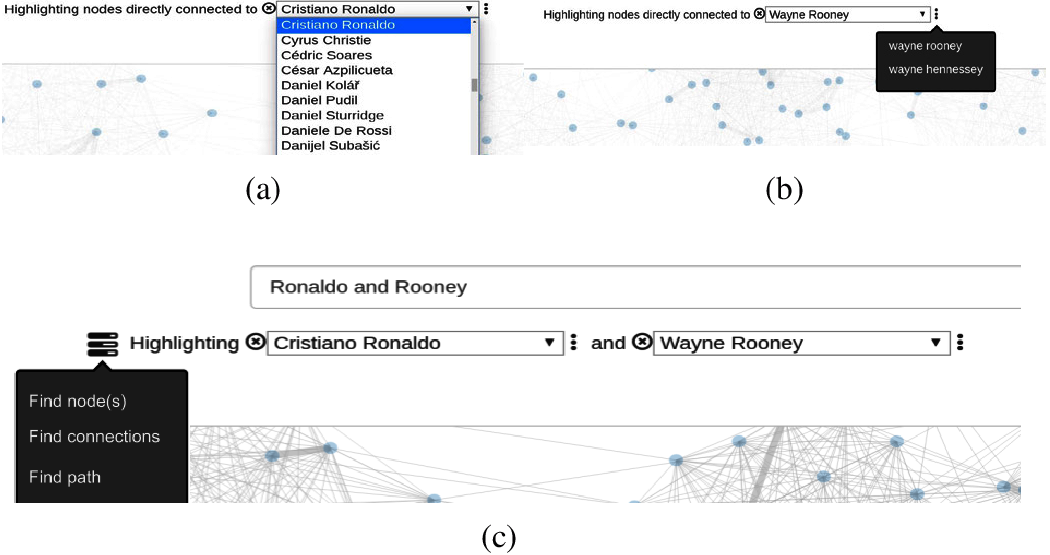 Highlighting nodes directly connected to Cristiano Ronaldo
Cristiano Ronaldo
Cyrus Christie
Cédric Soares
César Azpilicueta
Daniel Kolář
Daniel Pudil
Daniel Sturridge
Daniele De Rossi
Danijel Subašić
(a)
Highlighting nodes directly connected to Wayne Rooney
wayne rooney
wayne hennessey
(b)
Ronaldo and Rooney
Highlighting Cristiano Ronaldo and Wayne Rooney
Find node(s)
Find connections
Find path
(c)